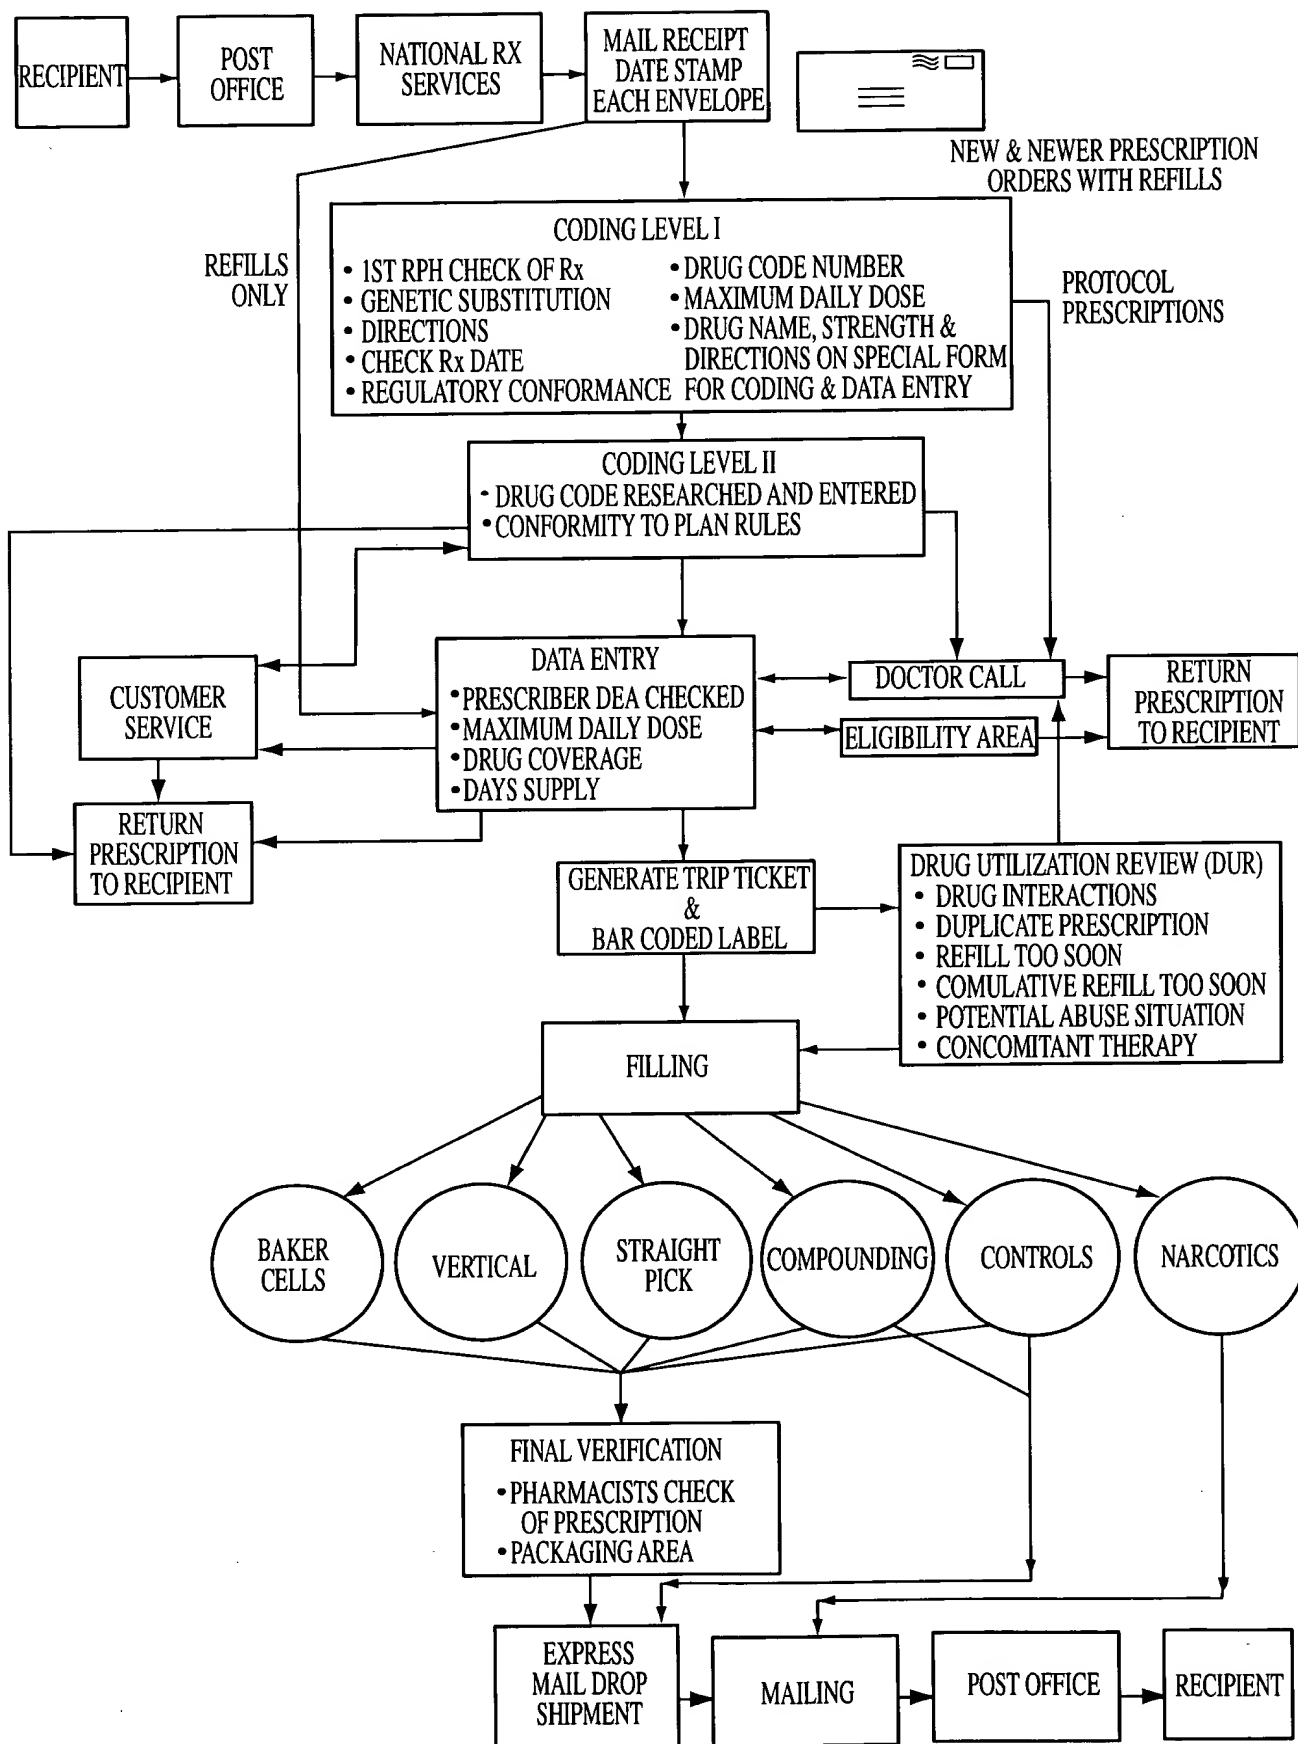 RECIPIENT
POST
OFFICE
NATIONAL RX
SERVICES
MAIL RECEIPT
DATE STAMP
EACH ENVELOPE
NEW & NEWER PRESCRIPTION
ORDERS WITH REFILLS
REFILLS
ONLY
CODING LEVEL I
• 1ST RPH CHECK OF Rx
• GENETIC SUBSTITUTION
• DIRECTIONS
• CHECK Rx DATE
• REGULATORY CONFORMANCE
• DRUG CODE NUMBER
• MAXIMUM DAILY DOSE
• DRUG NAME, STRENGTH &
DIRECTIONS ON SPECIAL FORM
FOR CODING & DATA ENTRY
PROTOCOL
PRESCRIPTIONS
CODING LEVEL II
• DRUG CODE RESEARCHED AND ENTERED
• CONFORMITY TO PLAN RULES
CUSTOMER
SERVICE
DATA ENTRY
• PRESCRIBER DEA CHECKED
• MAXIMUM DAILY DOSE
• DRUG COVERAGE
• DAYS SUPPLY
DOCTOR CALL
ELIGIBILITY AREA
RETURN
PRESCRIPTION
TO RECIPIENT
RETURN
PRESCRIPTION
TO RECIPIENT
GENERATE TRIP TICKET
&
BAR CODED LABEL
DRUG UTILIZATION REVIEW (DUR)
• DRUG INTERACTIONS
• DUPLICATE PRESCRIPTION
• REFILL TOO SOON
• COMULATIVE REFILL TOO SOON
• POTENTIAL ABUSE SITUATION
• CONCOMITANT THERAPY
FILLING
BAKER
CELLS
VERTICAL
STRAIGHT
PICK
COMPOUNDING
CONTROLS
NARCOTICS
FINAL VERIFICATION
• PHARMACISTS CHECK
OF PRESCRIPTION
• PACKAGING AREA
EXPRESS
MAIL DROP
SHIPMENT
MAILING
POST OFFICE
RECIPIENT